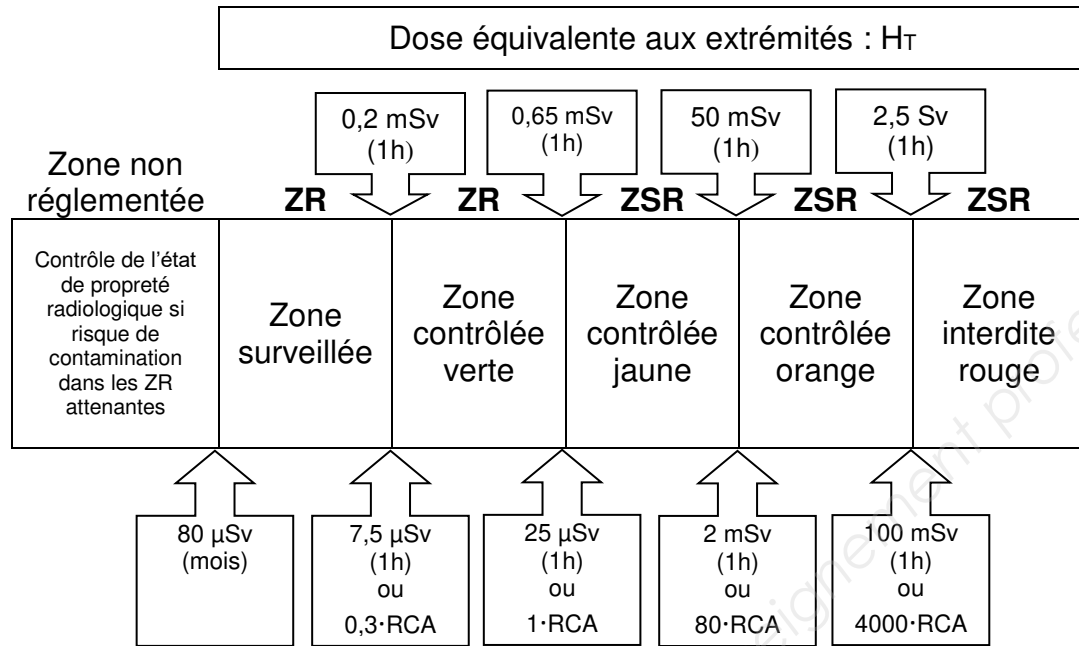 Dose équivalente aux extrémités : HT
0,2 mSv
(1h)
0,65 mSv
(1h)
50 mSv
(1h)
2,5 Sv
(1h)
Zone non
réglementée
ZR
ZR
ZSR
ZSR
ZSR
Contrôle de l'état
de propreté
radiologique si
risque de
contamination
dans les ZR
attenantes
Zone
surveillée
Zone
contrôlée
verte
Zone
contrôlée
jaune
Zone
contrôlée
orange
Zone
interdite
rouge
80 µSv
(mois)
7,5 µSv
(1h)
ou
0,3·RCA
25 µSv
(1h)
ou
1·RCA
2 mSv
(1h)
ou
80·RCA
100 mSv
(1h)
ou
4000·RCA